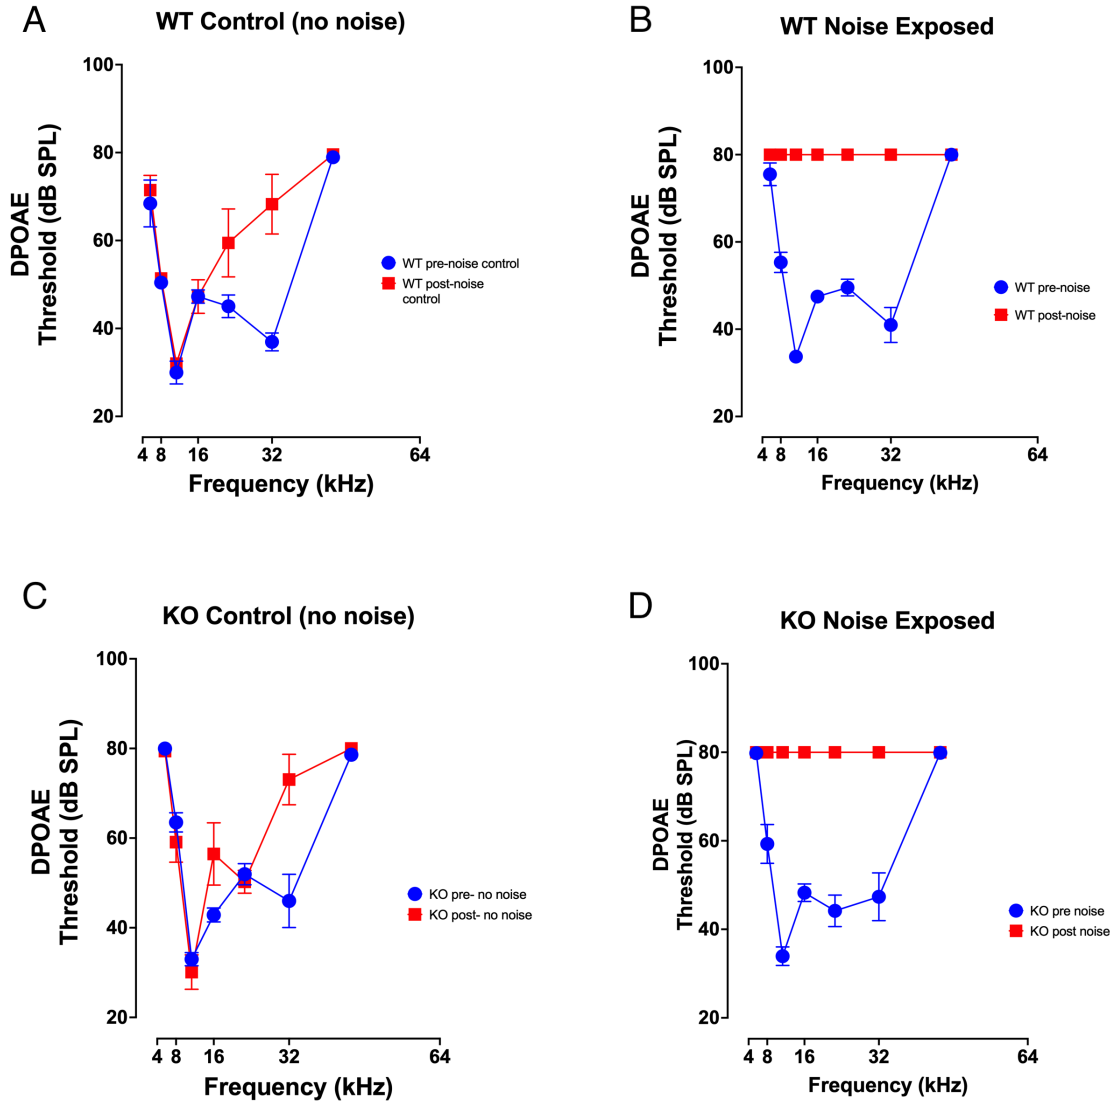 A
WT Control (no noise)
100
80
60
40
20
DPOAE
Threshold (dB SPL)
WT pre-noise control
WT post-noise
control
4 8 16 32 64
Frequency (kHz)
B
WT Noise Exposed
100
80
60
40
20
DPOAE
Threshold (dB SPL)
WT pre-noise
WT post-noise
4 8 16 32 64
Frequency (kHz)
C
KO Control (no noise)
100
80
60
40
20
DPOAE
Threshold (dB SPL)
KO pre- no noise
KO post- no noise
4 8 16 32 64
Frequency (kHz)
D
KO Noise Exposed
100
80
60
40
20
DPOAE
Threshold (dB SPL)
KO pre noise
KO post noise
4 8 16 32 64
Frequency (kHz)